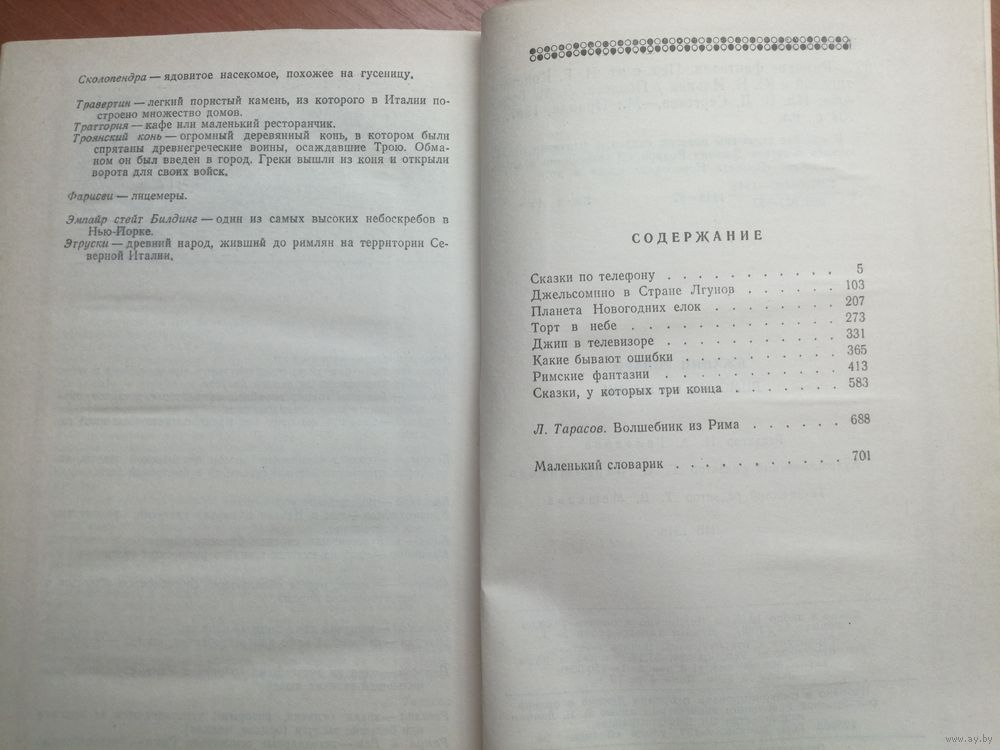 Сколопендра — ядовитое насекомое, похожее на гусеницу.
Травертин — легкий пористый камень, из которого в Италии по-
строено множество домов.
Траттория — кафе или маленький ресторанчик.
Троянский конь — огромный деревянный конь, в котором были
спрятаны древнегреческие воины, осаждавшие Трою. Обма-
ном он был введен в город. Греки вышли из коня и открыли
ворота для своих войск.
Фарисеи — лицемеры.
Эмпайр стейт Билдинг — один из самых высоких небоскребов в
Нью-Йорке.
Этруски — древний народ, живший до римлян на территории Се-
верной Италии.
СОДЕРЖАНИЕ
Сказки по телефону . . . . . . . . . . . 5
Джельсомино в Стране Лгунов . . . . . . 103
Планета Новогодних елок . . . . . . . . 207
Торт в небе . . . . . . . . . . . . 273
Джип в телевизоре . . . . . . . . . . . 331
Какие бывают ошибки . . . . . . . . . . 365
Римские фантазии . . . . . . . . . . . 413
Сказки, у которых три конца . . . . . . . 583
Л. Тарасов. Волшебник из Рима . . . . . . 688
Маленький словарик . . . . . . . . . . . 701
www.ay.by